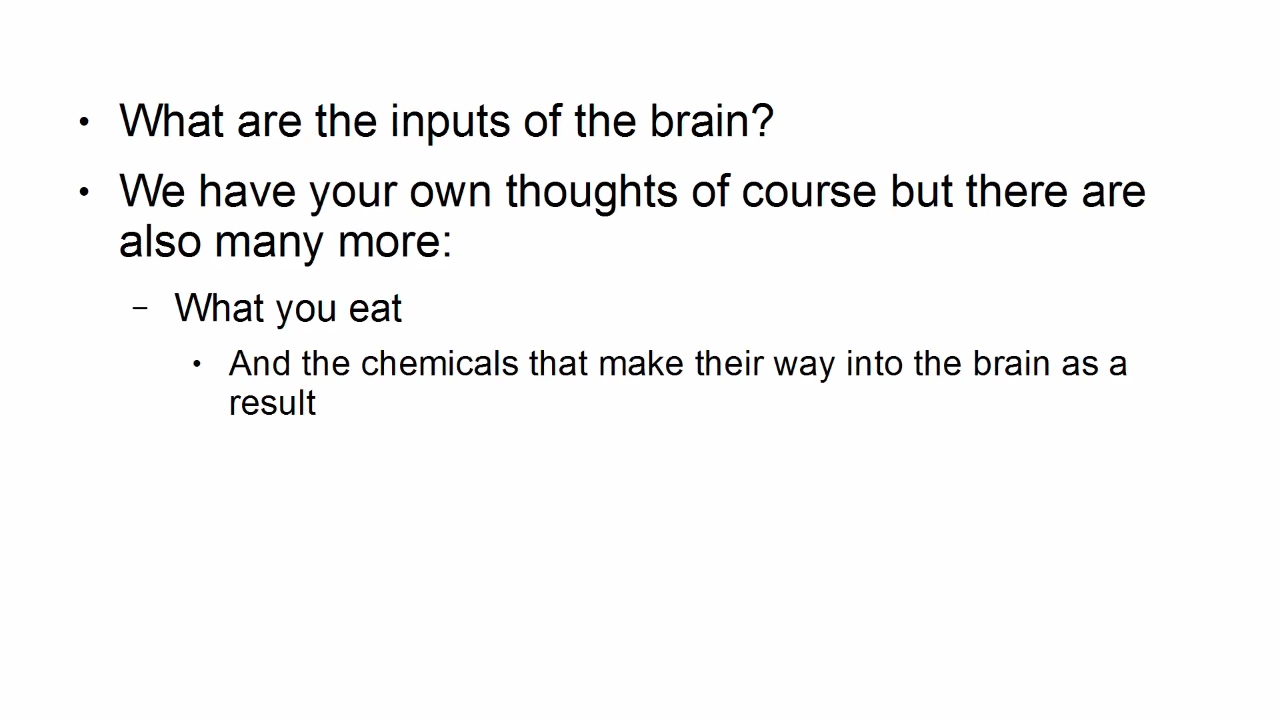 • What are the inputs of the brain?
• We have your own thoughts of course but there are
also many more:
– What you eat
• And the chemicals that make their way into the brain as a
result